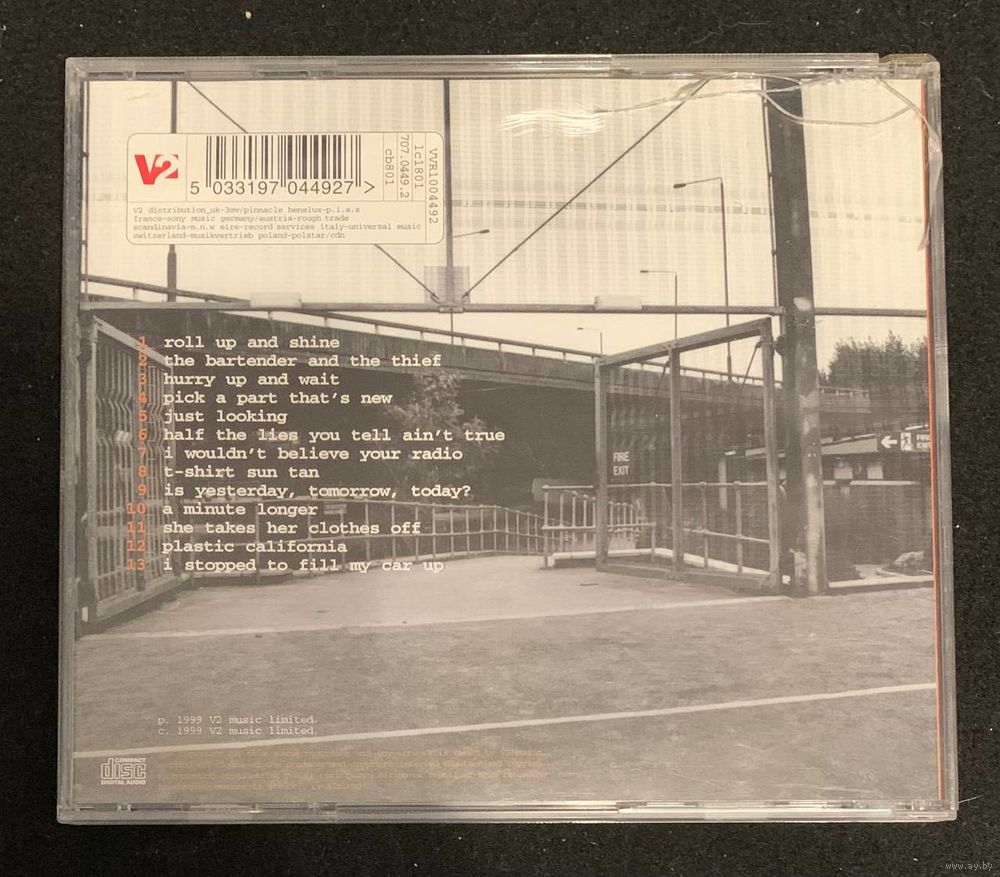 V2
5 033197 044927 >
cb801
707.0449.2
lc1801
VVR1004492
V2 distribution_uk-3mv/pinnacle benelux-p.i.a.s
france-sony music germany/austria-rough trade
scandinavia-m.n.w eire-record services italy-universal music
switzerland-musikvertrieb poland-polstar/cdn
1 roll up and shine
2 the bartender and the thief
3 hurry up and wait
4 pick a part that's new
5 just looking
6 half the lies you tell ain't true
7 i wouldn't believe your radio
8 t-shirt sun tan
9 is yesterday, tomorrow, today?
10 a minute longer
11 she takes her clothes off
12 plastic california
13 i stopped to fill my car up
FIRE
EXIT
FIRE
p. 1999 V2 music limited.
c. 1999 V2 music limited.
COMPACT
disc
DIGITAL AUDIO
www.ay.by